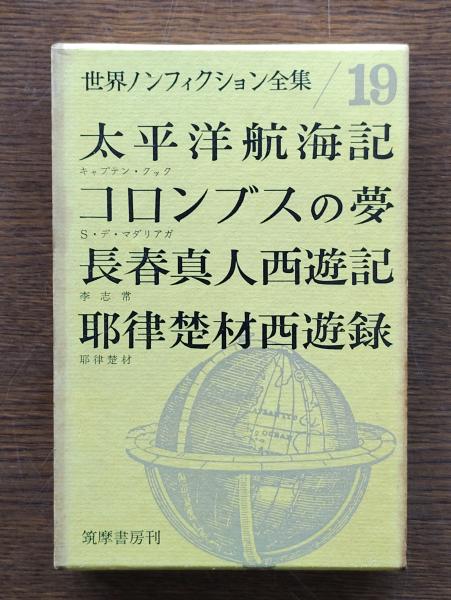 世界ノンフィクション全集/19
太平洋航海記
キャプテン・クック
コロンブスの夢
S・デ・マダリアガ
長春真人西遊記
李志常
耶律楚材西遊録
耶律楚材
ATLANTIC
OCEAN
筑摩書房刊